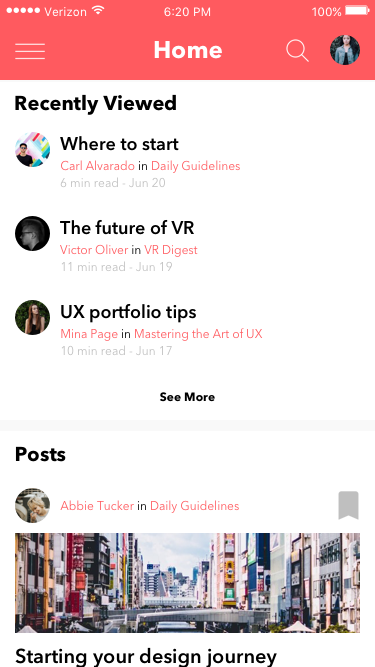 Verizon 6:20 PM 100%
Home
Recently Viewed
Where to start
Carl Alvarado in Daily Guidelines
6 min read - Jun 20
The future of VR
Victor Oliver in VR Digest
11 min read - Jun 19
UX portfolio tips
Mina Page in Mastering the Art of UX
10 min read - Jun 17
See More
Posts
Abbie Tucker in Daily Guidelines
Starting your design journey